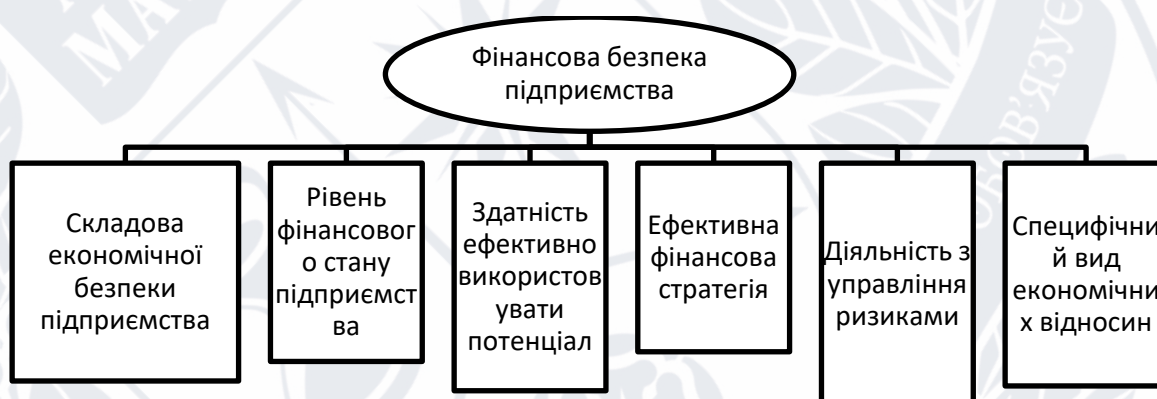 Фінансова безпека
підприємства
Складова
економічної
безпеки
підприємства
Рівень
фінансовог
о стану
підприємст
ва
Здатність
ефективно
використов
увати
потенціал
Ефективна
фінансова
стратегія
Діяльність з
управління
ризиками
Специфічни
й вид
економічни
х відносин